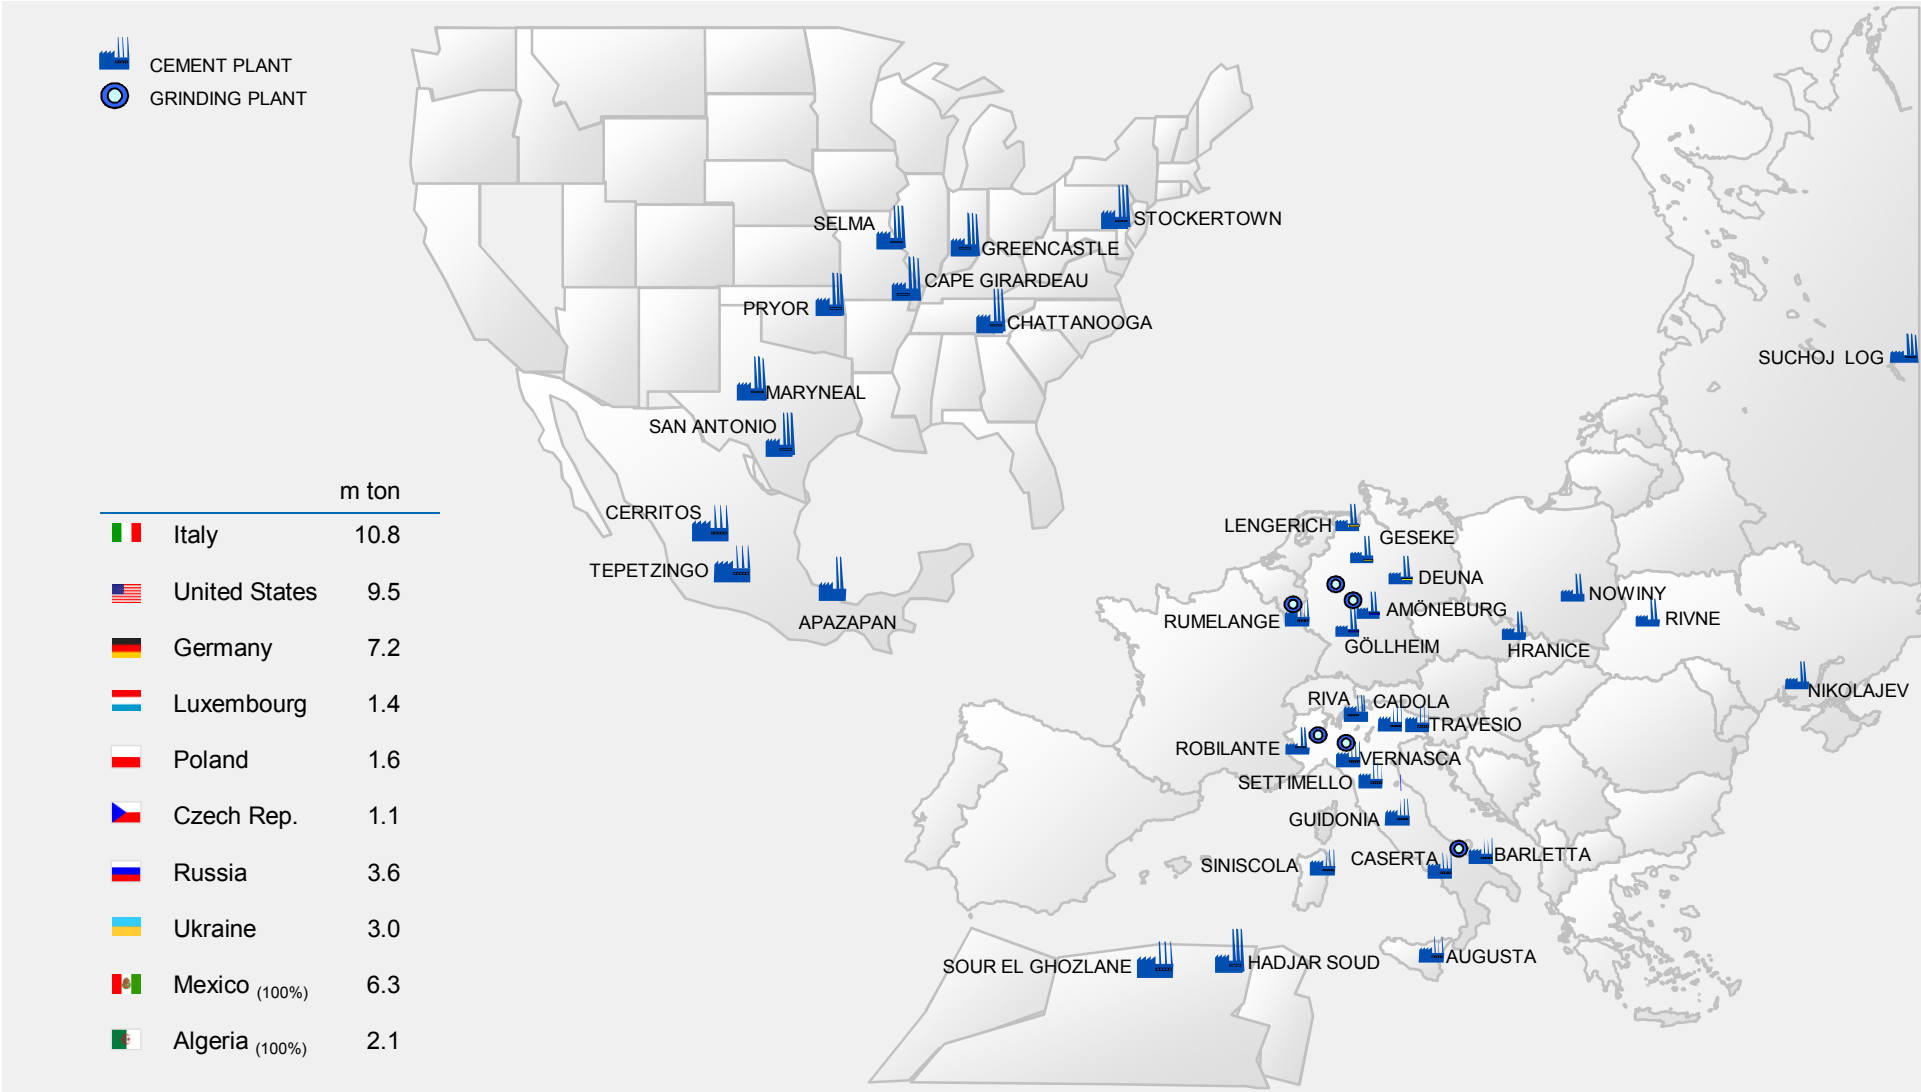 CEMENT PLANT
GRINDING PLANT
SELMA
STOCKERTOWN
GREENCASTLE
CAPE GIRARDEAU
PRYOR
CHATTANOOGA
SUCHOJ LOG
MARYNEAL
SAN ANTONIO
CERRITOS
TEPETZINGO
APAZAPAN
LENGERICH
GESEKE
DEUNA
NOWINY
AMÖNEBURG
RUMELANGE
RIVNE
GÖLLHEIM
HRANICE
NIKOLAJEV
RIVA
CADOLA
TRAVESIO
ROBILANTE
VERNASCA
SETTIMELLO
GUIDONIA
BARLETTA
CASERTA
SINISCOLA
AUGUSTA
SOUR EL GHOZLANE
HADJAR SOUD
m ton
Italy 10.8
United States 9.5
Germany 7.2
Luxembourg 1.4
Poland 1.6
Czech Rep. 1.1
Russia 3.6
Ukraine 3.0
Mexico (100%) 6.3
Algeria (100%) 2.1